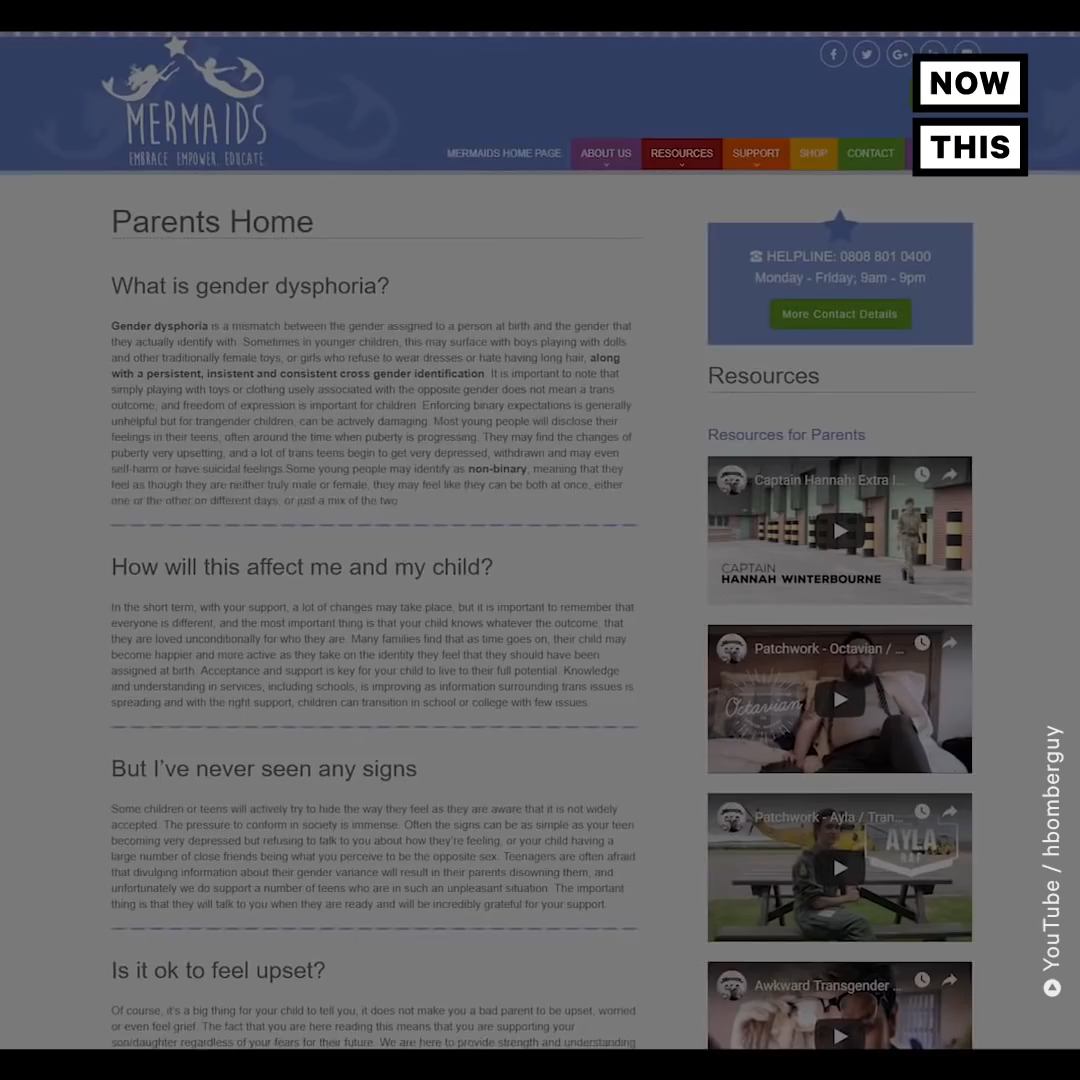 NOW
THIS
MERMAIDS
EMBRACE. EMPOWER. EDUCATE.
MERMAIDS HOME PAGE
ABOUT US
RESOURCES
SUPPORT
SHOP
CONTACT
Parents Home
What is gender dysphoria?
Gender dysphoria is a mismatch between the gender assigned to a person at birth and the gender that
they actually identify with. Sometimes in younger children, this may surface with boys playing with dolls
and other traditionally female toys, or girls who refuse to wear dresses or hate having long hair, along
with a persistent, insistent and consistent cross gender identification. It is important to note that
simply playing with toys or clothing usely associated with the opposite gender does not mean a trans
outcome, and freedom of expression is important for children. Enforcing binary expectations is generally
unhelpful but for trangender children, can be actively damaging. Most young people will disclose their
feelings in their teens, often around the time when puberty is progressing. They may find the changes of
puberty very upsetting, and a lot of trans teens begin to get very depressed, withdrawn and may even
self-harm or have suicidal feelings.Some young people may identify as non-binary, meaning that they
feel as though they are neither truly male or female, they may feel like they can be both at once, either
one or the other on different days, or just a mix of the two.
How will this affect me and my child?
In the short term, with your support, a lot of changes may take place, but it is important to remember that
everyone is different, and the most important thing is that your child knows whatever the outcome, that
they are loved unconditionally for who they are. Many families find that as time goes on, their child may
become happier and more active as they take on the identity they feel that they should have been
assigned at birth. Acceptance and support is key for your child to live to their full potential. Knowledge
and understanding in services, including schools, is improving as information surrounding trans issues is
spreading and with the right support, children can transition in school or college with few issues.
But I've never seen any signs
Some children or teens will actively try to hide the way they feel as they are aware that it is not widely
accepted. The pressure to conform in society is immense. Often the signs can be as simple as your teen
becoming very depressed but refusing to talk to you about how they're feeling, or your child having a
large number of close friends being what you perceive to be the opposite sex. Teenagers are often afraid
that divulging information about their gender variance will result in their parents disowning them, and
unfortunately we do support a number of teens who are in such an unpleasant situation. The important
thing is that they will talk to you when they are ready and will be incredibly grateful for your support.
Is it ok to feel upset?
Of course, it's a big thing for your child to tell you, it does not make you a bad parent to be upset, worried
or even feel grief. The fact that you are here reading this means that you are supporting your
son/daughter regardless of your fears for their future. We are here to provide strength and understanding
HELPLINE: 0808 801 0400
Monday - Friday; 9am - 9pm
More Contact Details
Resources
Resources for Parents
Captain Hannah: Extra I...
CAPTAIN
HANNAH WINTERBOURNE
Patchwork - Octavian / ...
Octavian
Patchwork - Ayla / Tran...
AYLA
RAF
Awkward Transgender ...
YouTube / hbomberguy